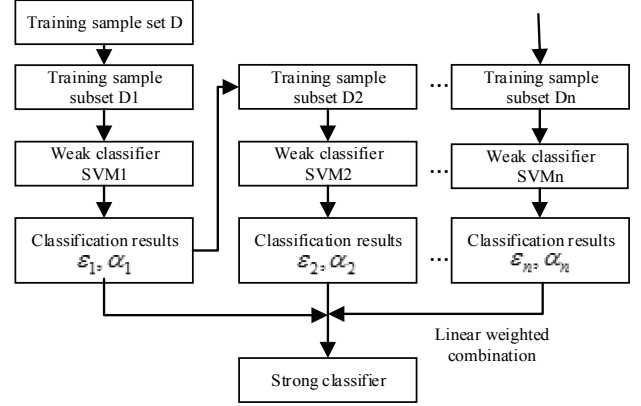 Training sample set D
Training sample
subset D1
Weak classifier
SVM1
Classification results
ε1, α1
Training sample
subset D2
Weak classifier
SVM2
Classification results
ε2, α2
...
...
...
Training sample
subset Dn
Weak classifier
SVMn
Classification results
εn, αn
Linear weighted
combination
Strong classifier